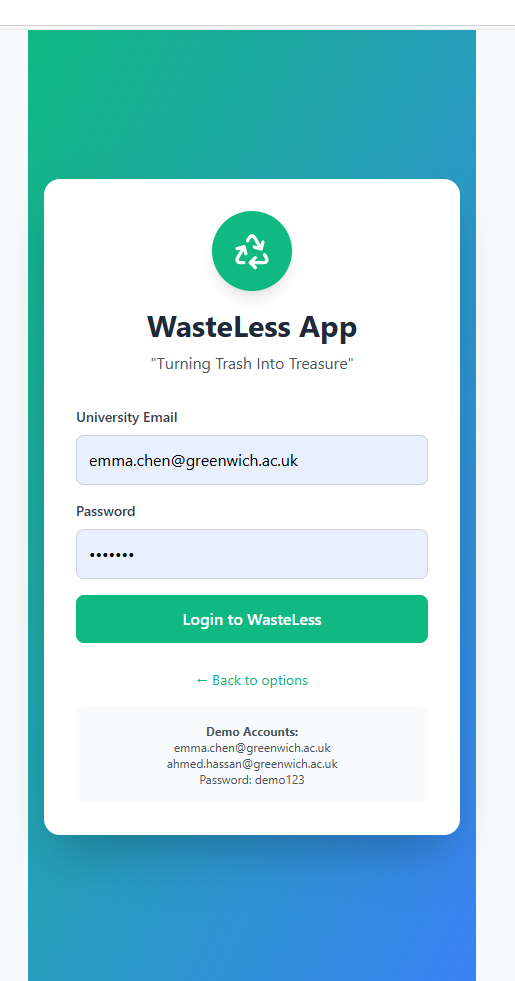 WasteLess App
"Turning Trash Into Treasure"
University Email
emma.chen@greenwich.ac.uk
Password
•••••••
Login to WasteLess
← Back to options
Demo Accounts:
emma.chen@greenwich.ac.uk
ahmed.hassan@greenwich.ac.uk
Password: demo123